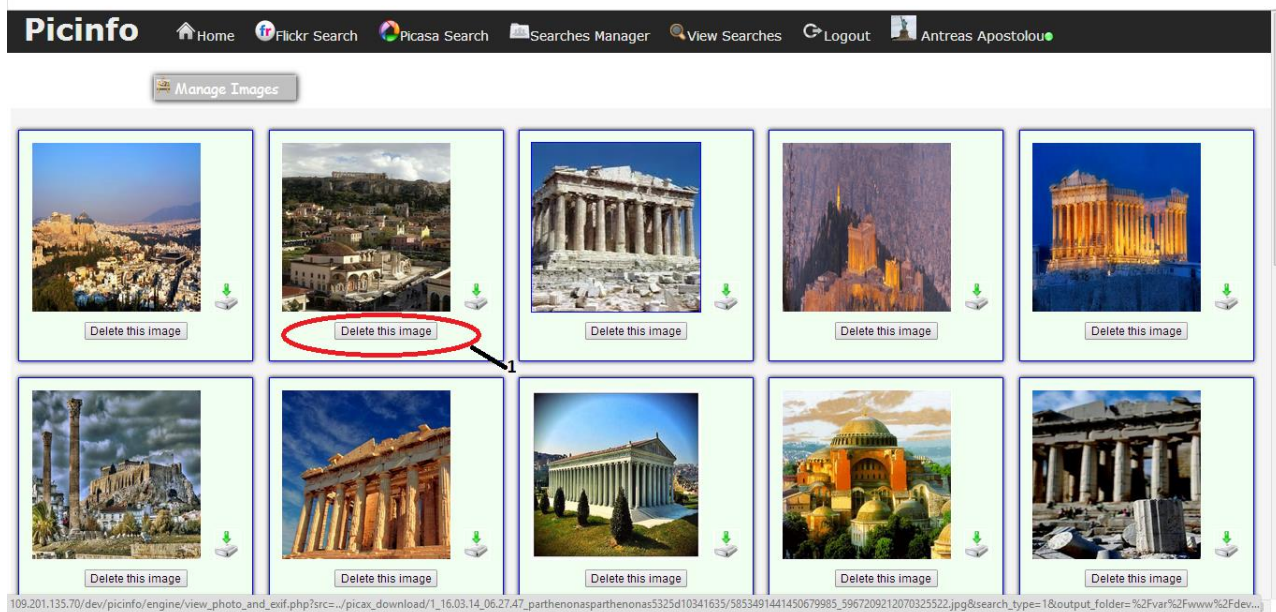 Picinfo Home Flickr Search Picasa Search Searches Manager View Searches Logout Antreas Apostolou
Manage Images
Delete this image Delete this image Delete this image Delete this image Delete this image
1
Delete this image Delete this image Delete this image Delete this image Delete this image
109.201.135.70/dev/picinfo/engine/view_photo_and_exif.php?src=../picax_download/1_16.03.14_06.27.47_parthenonasparthenonas5325d10341635/5853491441450679985_5967209212070325522.jpg&search_type=1&output_folder=%2Fvar%2Fwww%2Fdev...